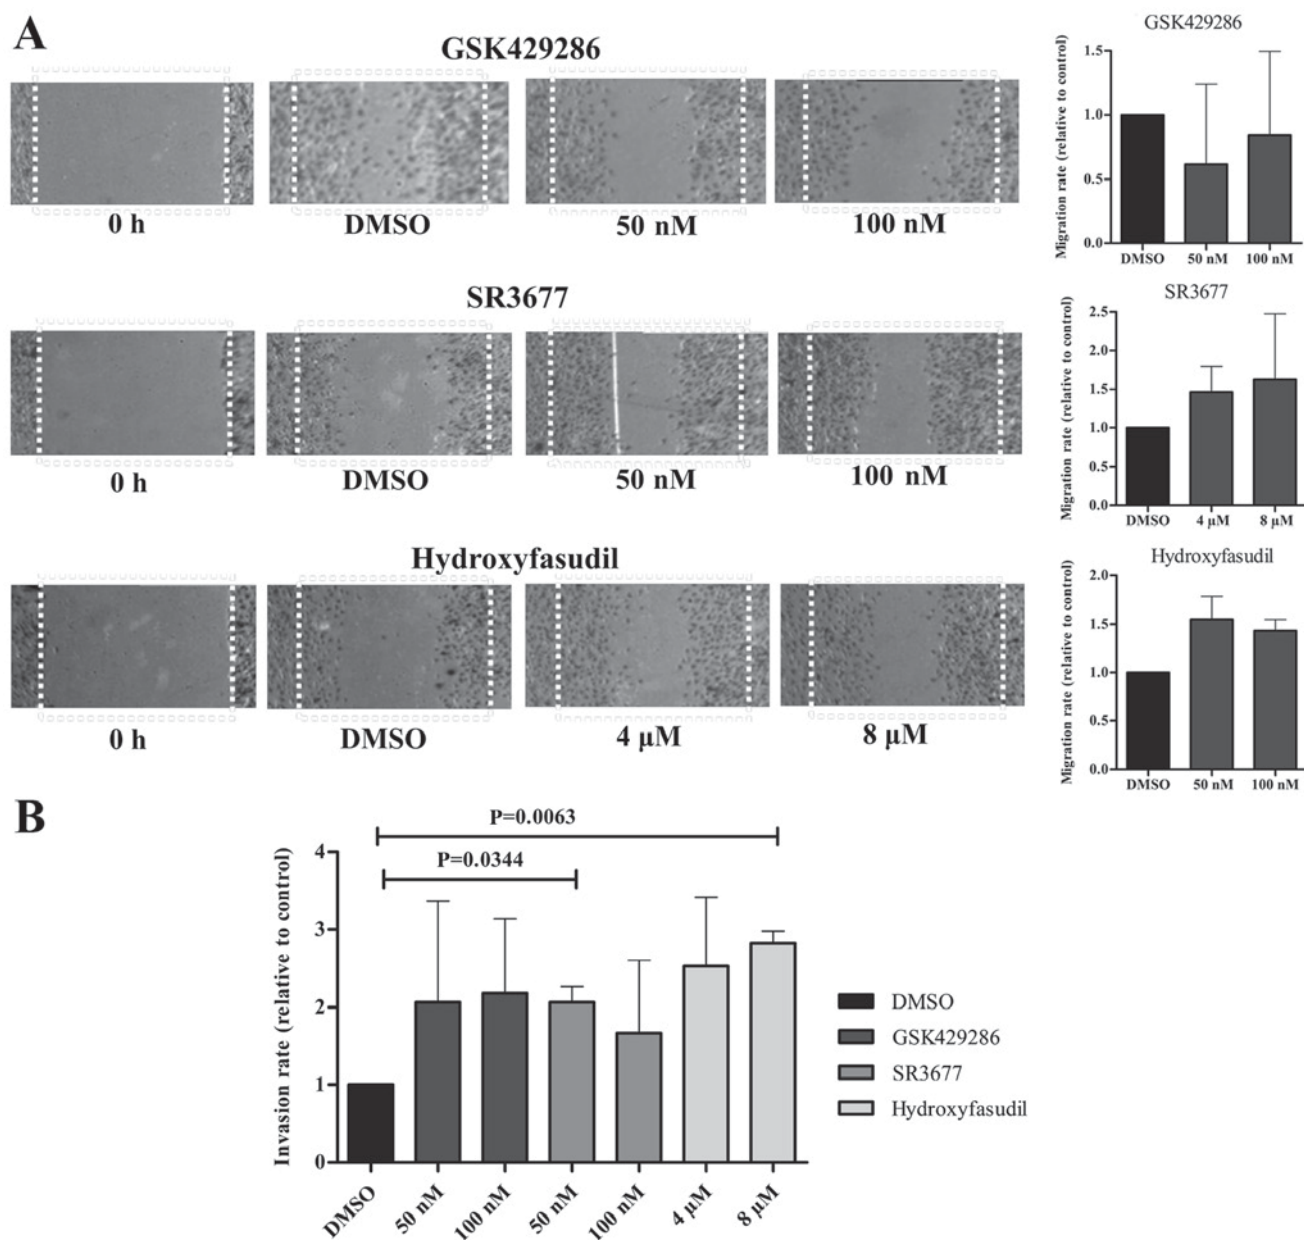 A
GSK429286
0 h
DMSO
50 nM
100 nM
GSK429286
Migration rate (relative to control)
1.5
1.0
0.5
0.0
DMSO
50 nM
100 nM
SR3677
0 h
DMSO
50 nM
100 nM
SR3677
Migration rate (relative to control)
2.5
2.0
1.5
1.0
0.5
0.0
DMSO
4 µM
8 µM
Hydroxyfasudil
0 h
DMSO
4 µM
8 µM
Hydroxyfasudil
Migration rate (relative to control)
2.0
1.5
1.0
0.5
0.0
DMSO
50 nM
100 nM
B
P=0.0063
P=0.0344
Invasion rate (relative to control)
4
3
2
1
0
DMSO
50 nM
100 nM
50 nM
100 nM
4 µM
8 µM
DMSO
GSK429286
SR3677
Hydroxyfasudil